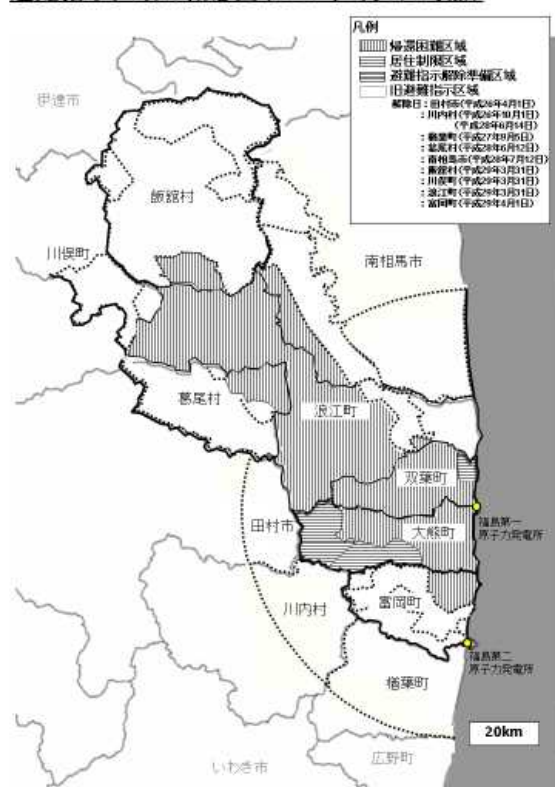 凡例
帰還困難区域
居住制限区域
避難指示解除準備区域
旧避難指示区域
解除日：田村市(平成26年4月1日)
：川内村(平成26年10月1日)
(平成28年6月14日)
：楢葉町(平成27年9月5日)
：葛尾村(平成28年6月12日)
：南相馬市(平成28年7月12日)
：飯舘村(平成29年3月31日)
：川俣町(平成29年3月31日)
：浪江町(平成29年3月31日)
：富岡町(平成29年4月1日)
伊達市
飯舘村
川俣町
南相馬市
葛尾村
浪江町
双葉町
田村市
大熊町
福島第一
原子力発電所
川内村
富岡町
福島第二
原子力発電所
楢葉町
20km
広野町
いわき市